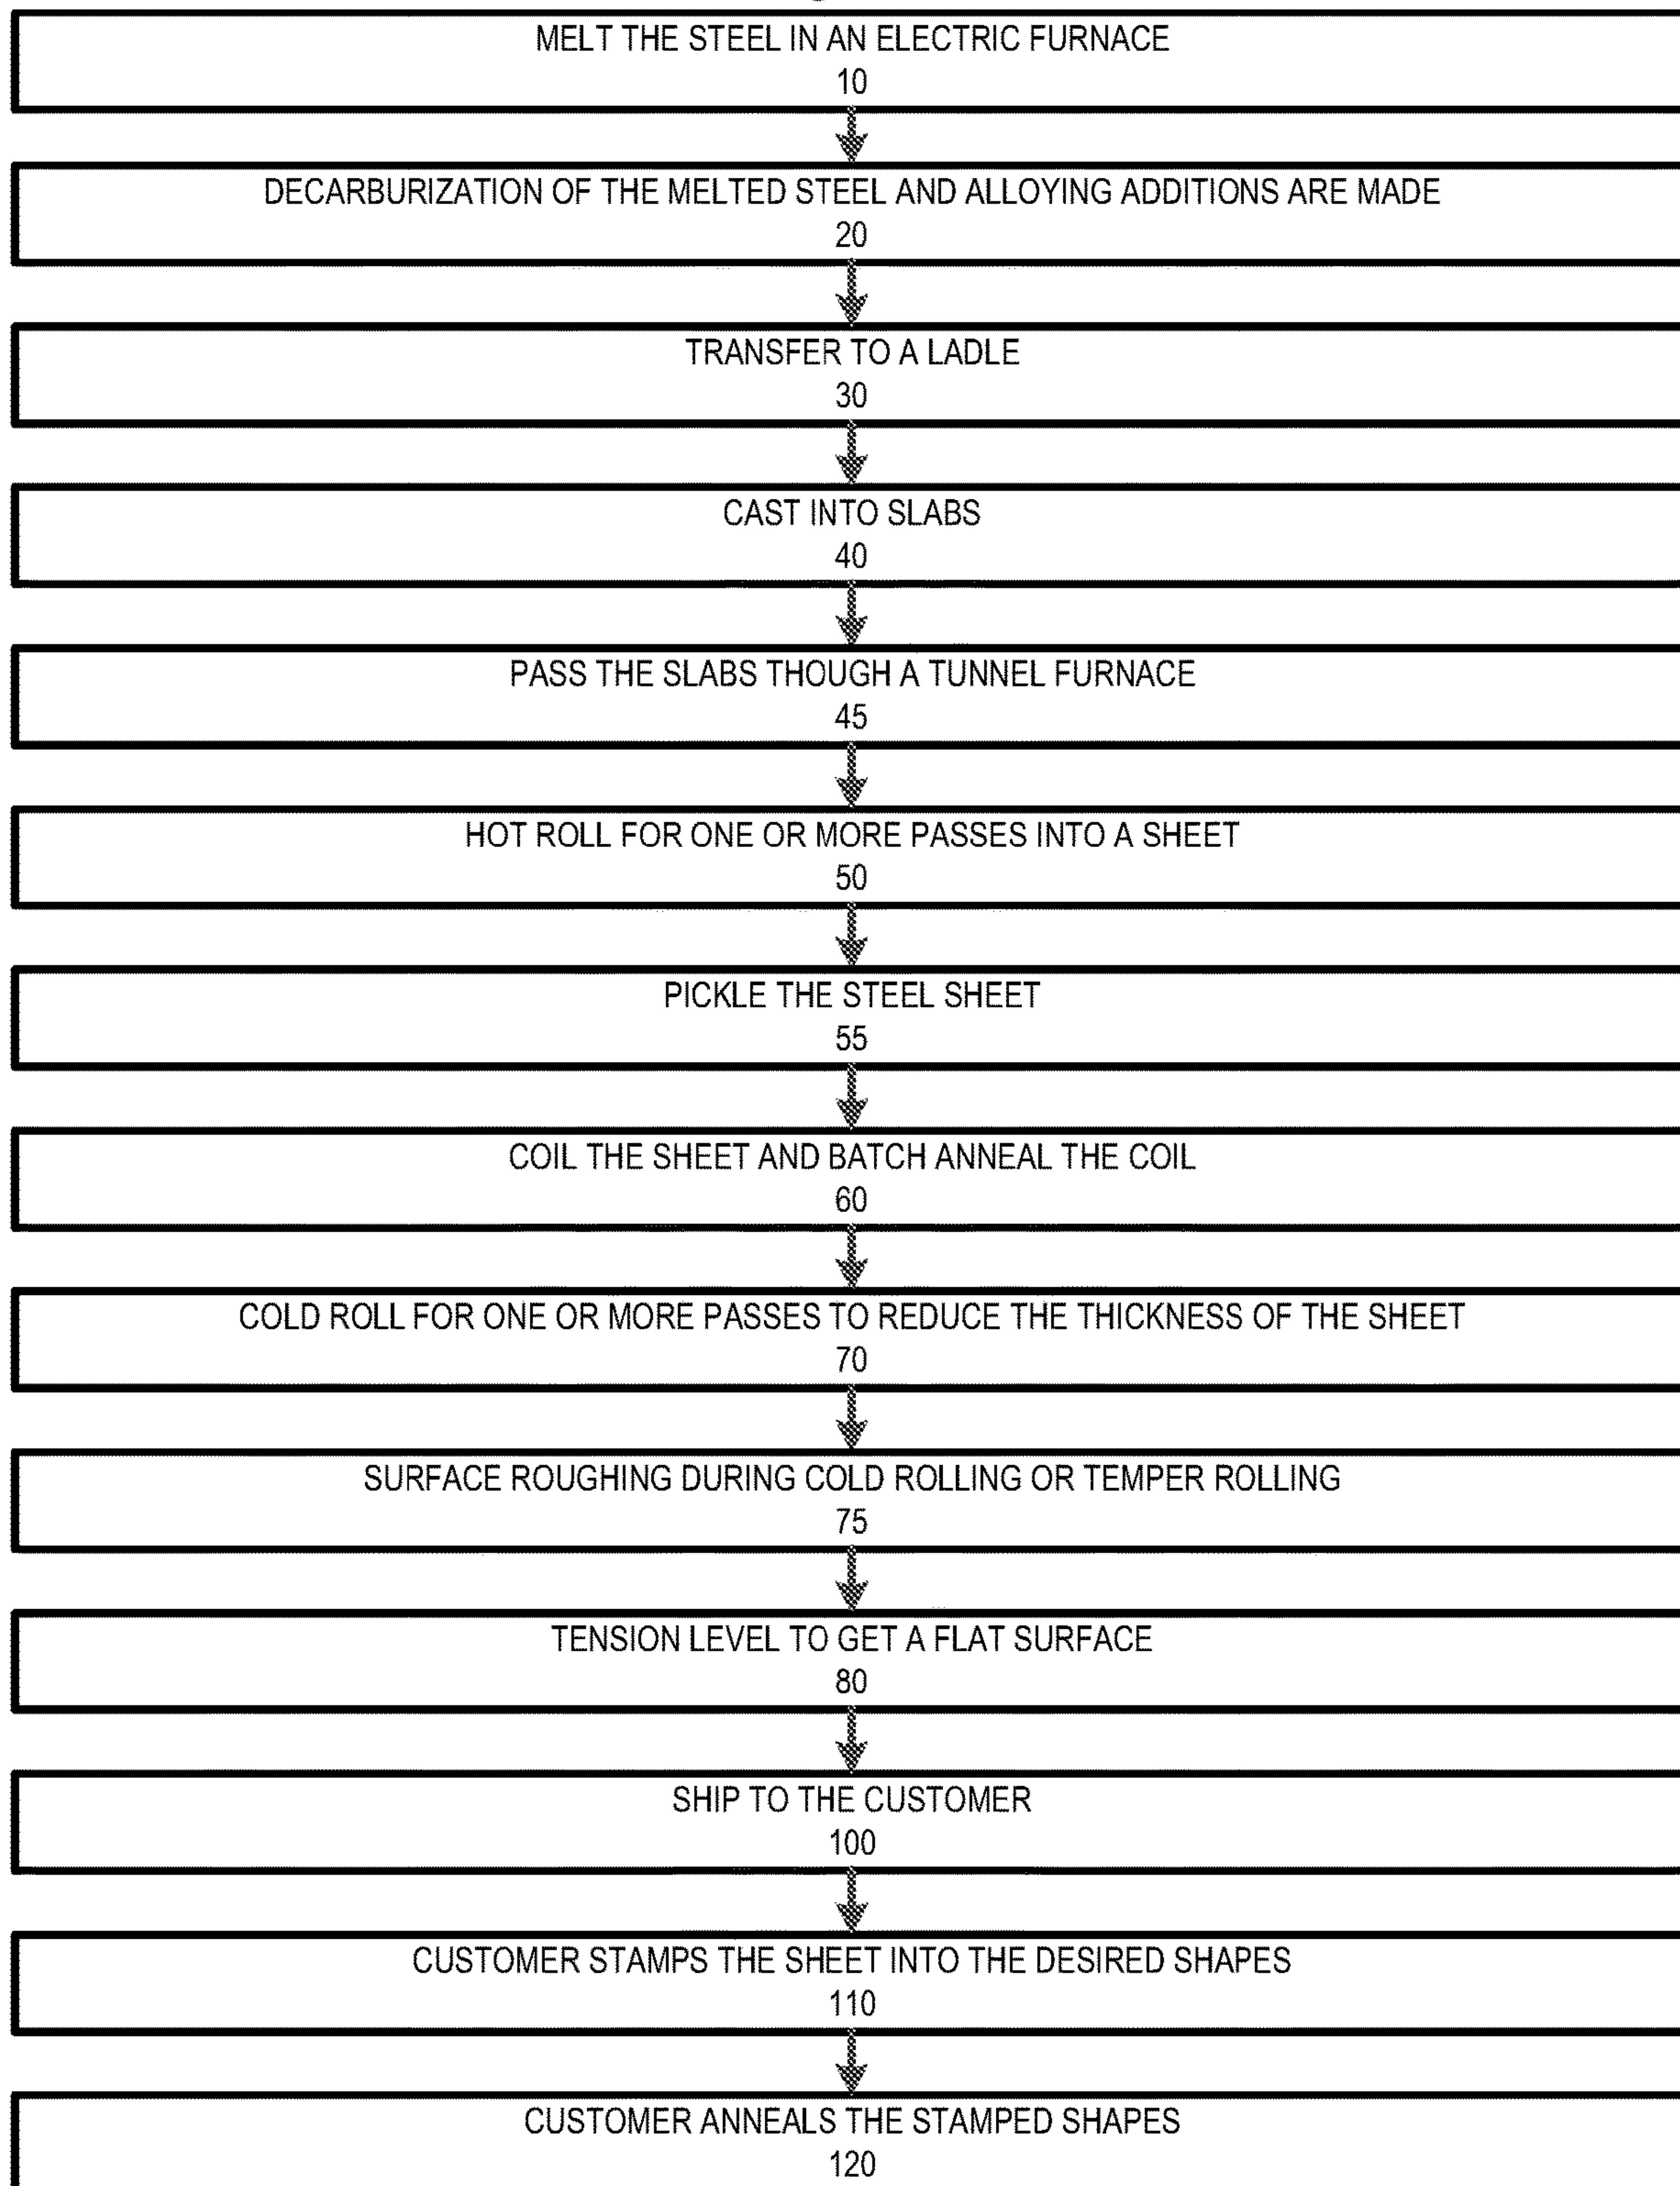 MELT THE STEEL IN AN ELECTRIC FURNACE
10
DECARBURIZATION OF THE MELTED STEEL AND ALLOYING ADDITIONS ARE MADE
20
TRANSFER TO A LADLE
30
CAST INTO SLABS
40
PASS THE SLABS THOUGH A TUNNEL FURNACE
45
HOT ROLL FOR ONE OR MORE PASSES INTO A SHEET
50
PICKLE THE STEEL SHEET
55
COIL THE SHEET AND BATCH ANNEAL THE COIL
60
COLD ROLL FOR ONE OR MORE PASSES TO REDUCE THE THICKNESS OF THE SHEET
70
SURFACE ROUGHING DURING COLD ROLLING OR TEMPER ROLLING
75
TENSION LEVEL TO GET A FLAT SURFACE
80
SHIP TO THE CUSTOMER
100
CUSTOMER STAMPS THE SHEET INTO THE DESIRED SHAPES
110
CUSTOMER ANNEALS THE STAMPED SHAPES
120